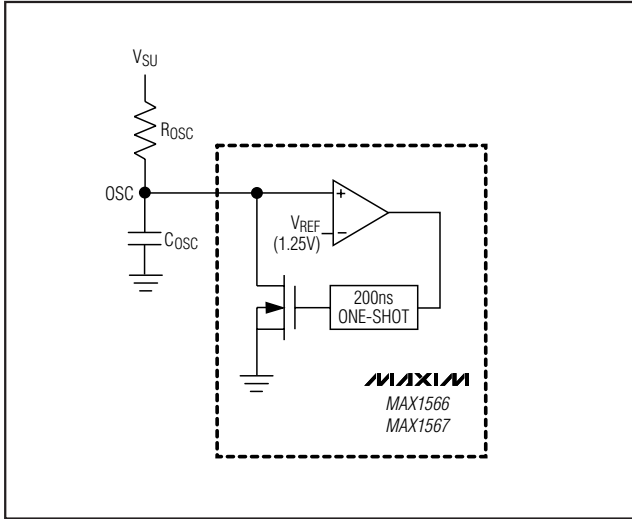 VSU
ROSC
OSC
COSC
+
VREF
(1.25V)
−
200ns
ONE-SHOT
MAXIM
MAX1566
MAX1567